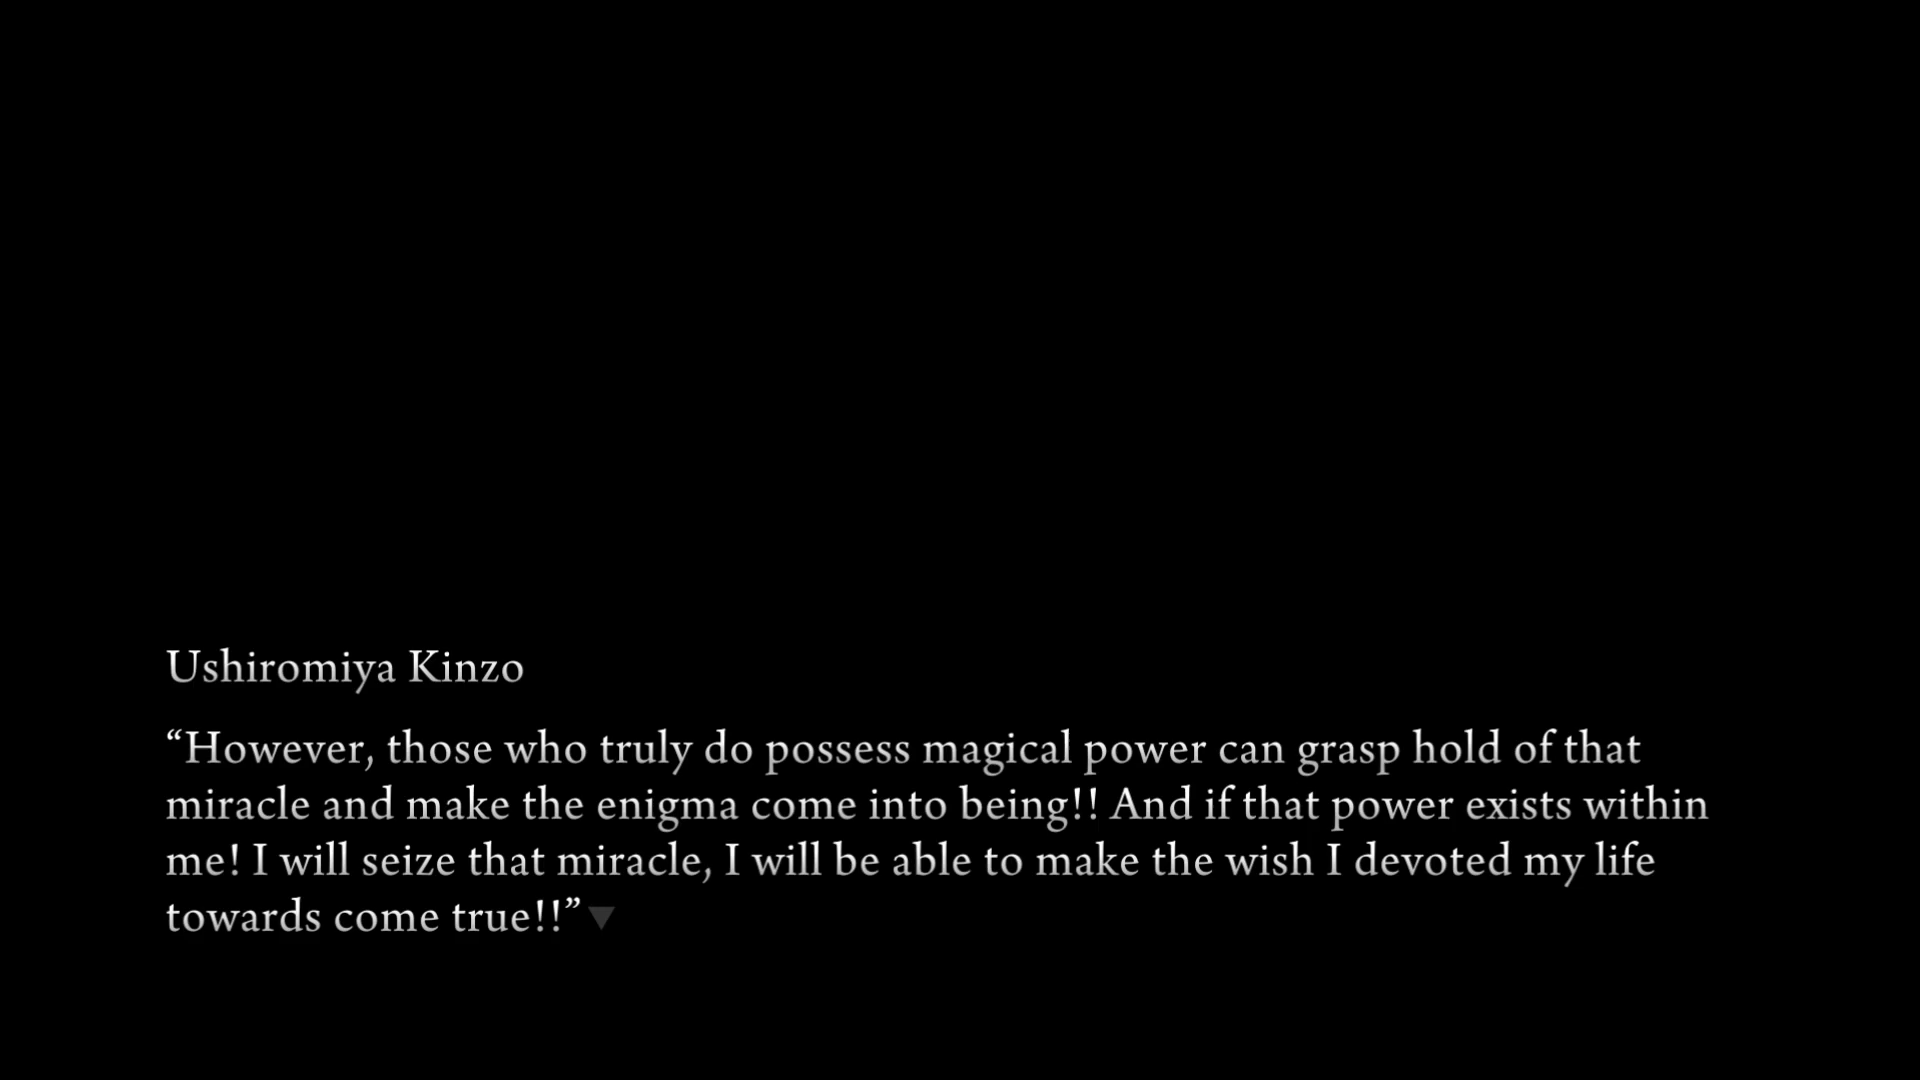 Ushiromiya Kinzo
“However, those who truly do possess magical power can grasp hold of that
miracle and make the enigma come into being!! And if that power exists within
me! I will seize that miracle, I will be able to make the wish I devoted my life
towards come true!!”